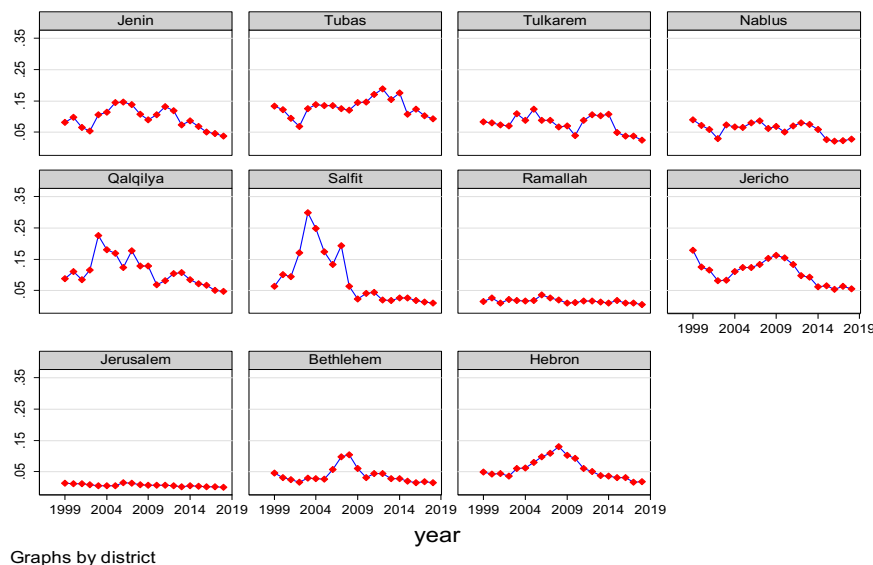 Jenin Tubas Tulkarem Nablus
.05 .15 .25 .35
Qalqilya Salfit Ramallah Jericho
.05 .15 .25 .35
1999 2004 2009 2014 2019
Jerusalem Bethlehem Hebron
.05 .15 .25 .35
1999 2004 2009 2014 2019 1999 2004 2009 2014 2019 1999 2004 2009 2014 2019
year
Graphs by district